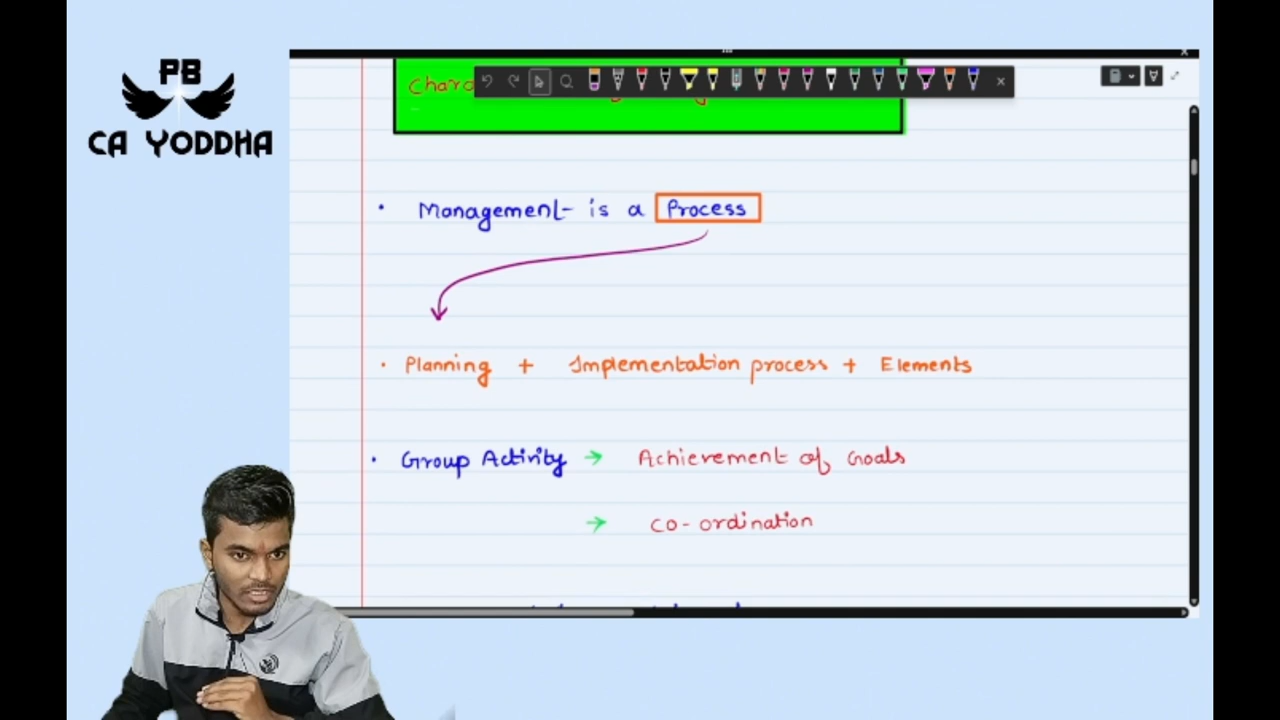 PB
CA YODDHA
Management is a Process
Planning + Implementation process + Elements
Group Activity → Achievement of Goals
→ Co-ordination